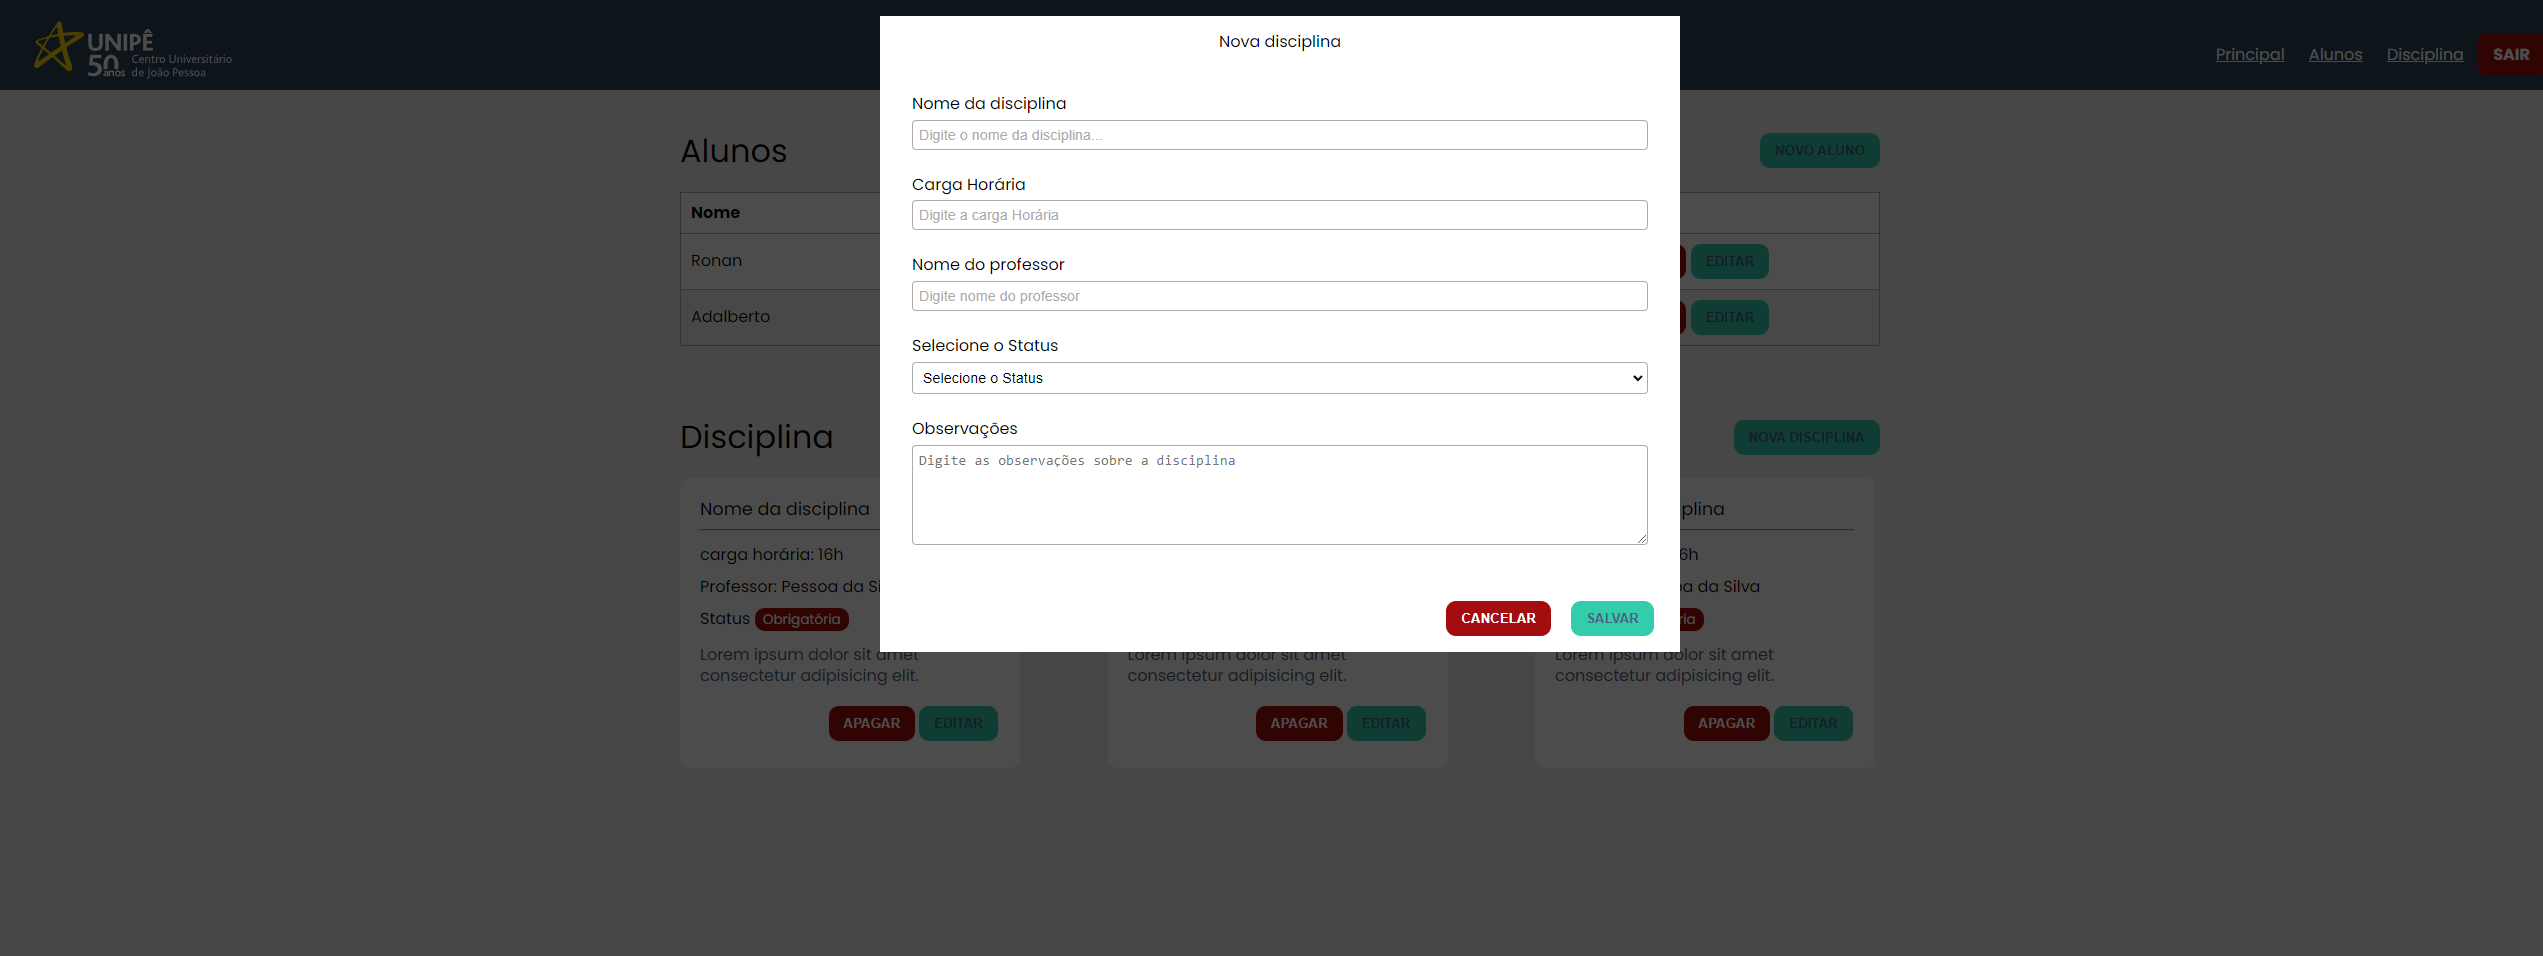 UNIPÊ
50 anos
Centro Universitário
de João Pessoa
Principal
Alunos
Disciplina
SAIR
Nova disciplina
Nome da disciplina
Digite o nome da disciplina...
Carga Horária
Digite a carga Horária
Nome do professor
Digite nome do professor
Selecione o Status
Selecione o Status
Observações
Digite as observações sobre a disciplina
CANCELAR
SALVAR
Alunos
NOVO ALUNO
Nome
Ronan
EDITAR
Adalberto
EDITAR
Disciplina
NOVA DISCIPLINA
Nome da disciplina
carga horária: 16h
Professor: Pessoa da Si
Status Obrigatória
Lorem ipsum dolor sit amet
consectetur adipisicing elit.
APAGAR
EDITAR
Lorem ipsum dolor sit amet
consectetur adipisicing elit.
APAGAR
EDITAR
plina
6h
oa da Silva
ria
Lorem ipsum dolor sit amet
consectetur adipisicing elit.
APAGAR
EDITAR